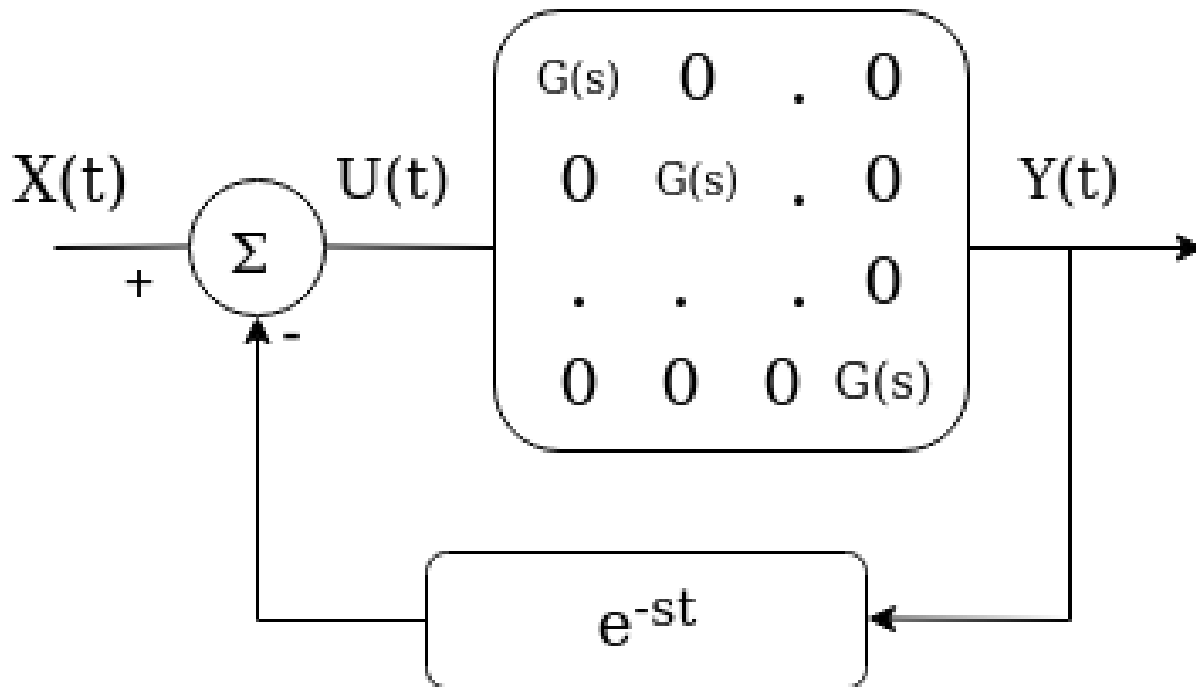 G(s) 0 . 0
X(t) U(t) 0 G(s) . 0 Y(t)
Σ
+ . . . 0
-
0 0 0 G(s)
e-st